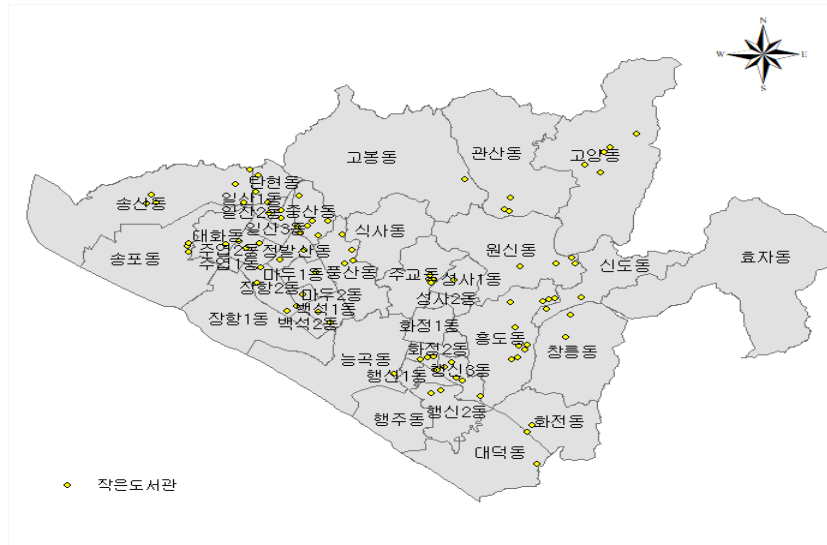 N
W E
S
고봉동
관산동
고양동
탄현동
송산동
일산1동
일산2동
중산동
일산3동
식사동
대화동
송포동
주엽2동
정발산동
주엽1동
마두1동
풍산동
장항2동
마두2동
장항1동
백석1동
백석2동
원신동
신도동
효자동
주교동
성사1동
성사2동
화정1동
화정2동
흥도동
창릉동
능곡동
행신1동
행신3동
행주동
행신2동
화전동
대덕동
작은도서관